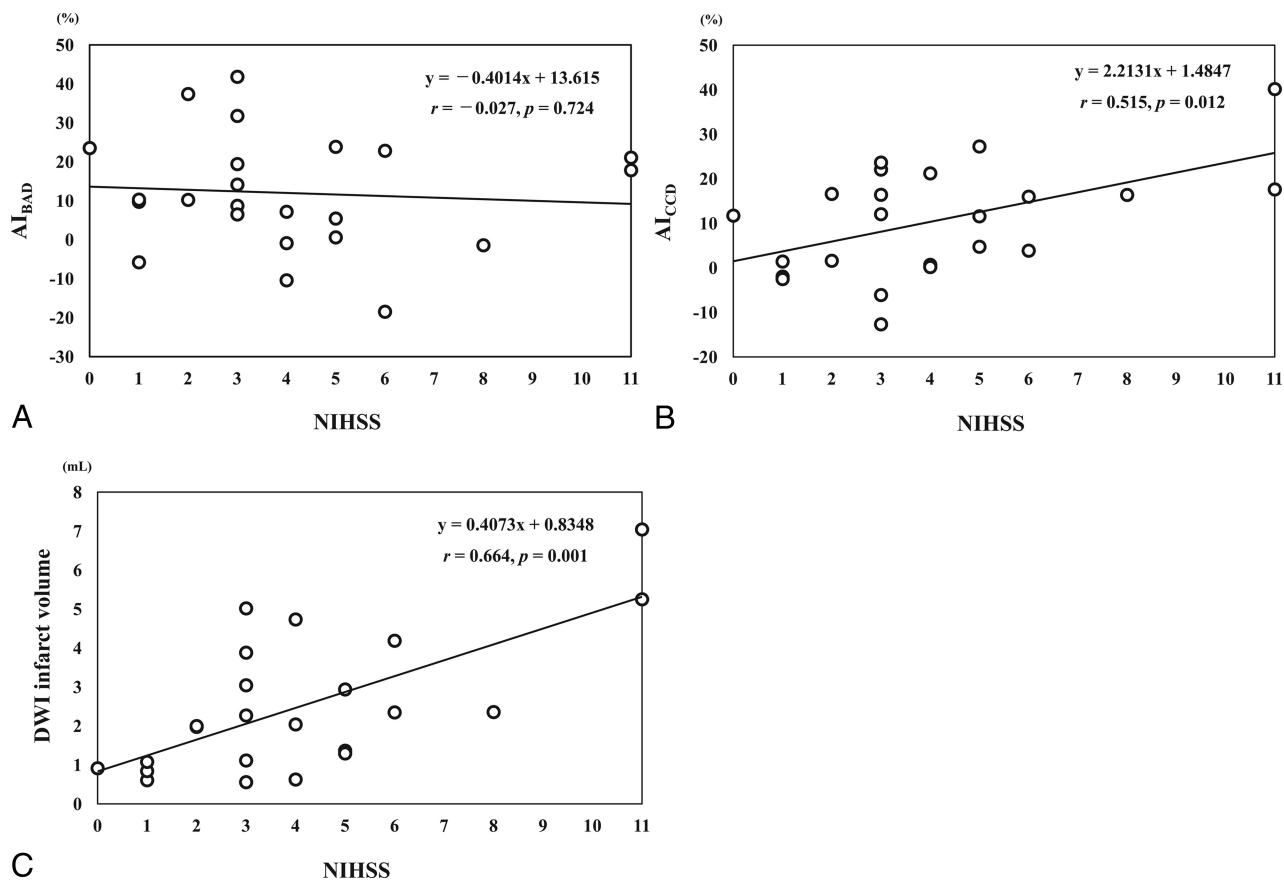 (%)
50
40
30
20
10
0
-10
-20
-30
AI_BAD
y = −0.4014x + 13.615
r = −0.027, p = 0.724
0 1 2 3 4 5 6 7 8 9 10 11
NIHSS
A
(%)
50
40
30
20
10
0
-10
-20
AI_CCD
y = 2.2131x + 1.4847
r = 0.515, p = 0.012
0 1 2 3 4 5 6 7 8 9 10 11
NIHSS
B
(mL)
8
7
6
5
4
3
2
1
0
DWI infarct volume
y = 0.4073x + 0.8348
r = 0.664, p = 0.001
0 1 2 3 4 5 6 7 8 9 10 11
NIHSS
C